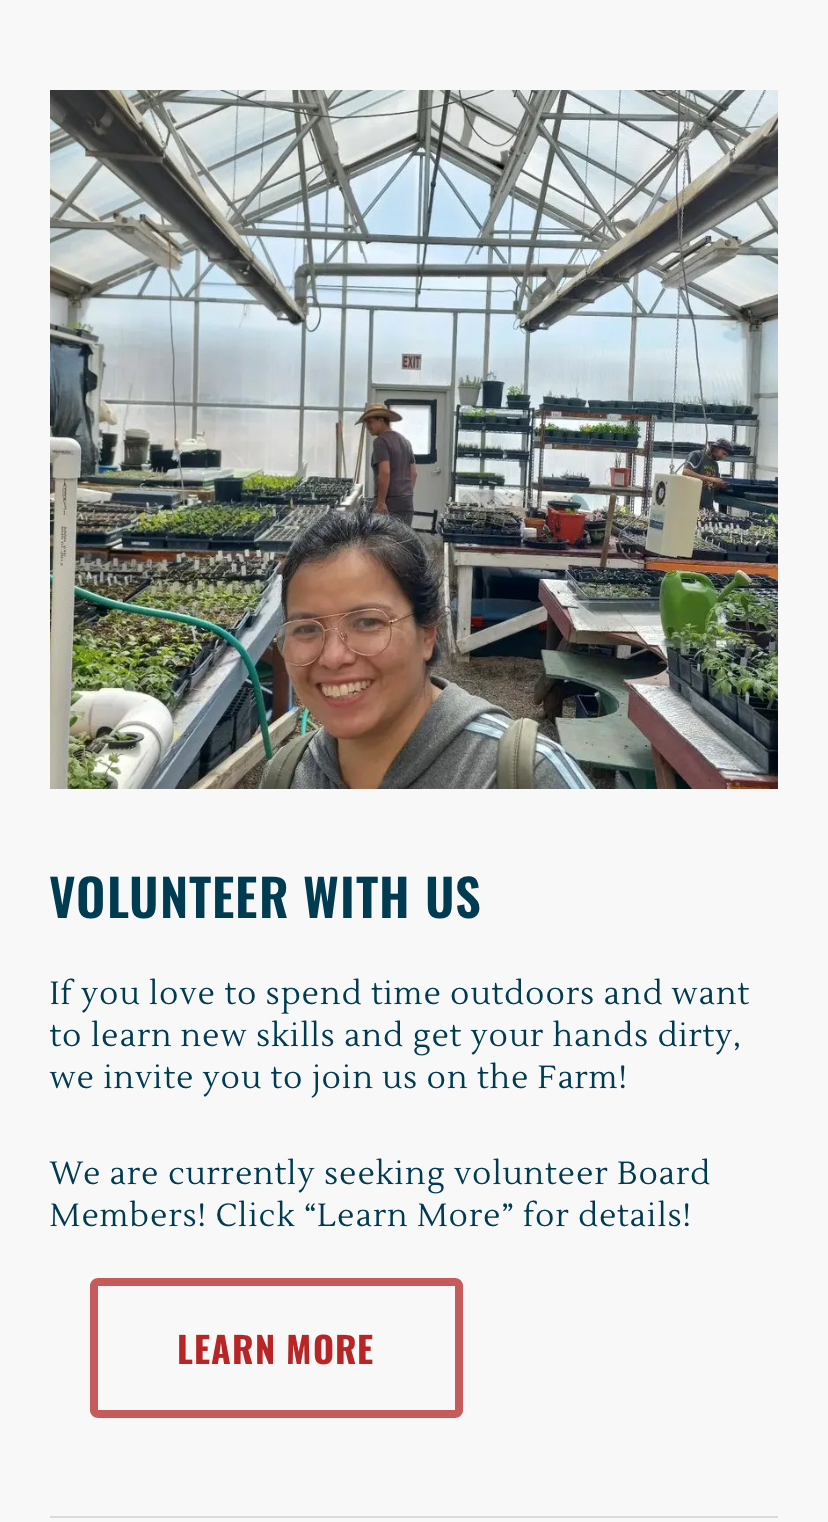 EXIT
VOLUNTEER WITH US
If you love to spend time outdoors and want
to learn new skills and get your hands dirty,
we invite you to join us on the Farm!
We are currently seeking volunteer Board
Members! Click “Learn More” for details!
LEARN MORE